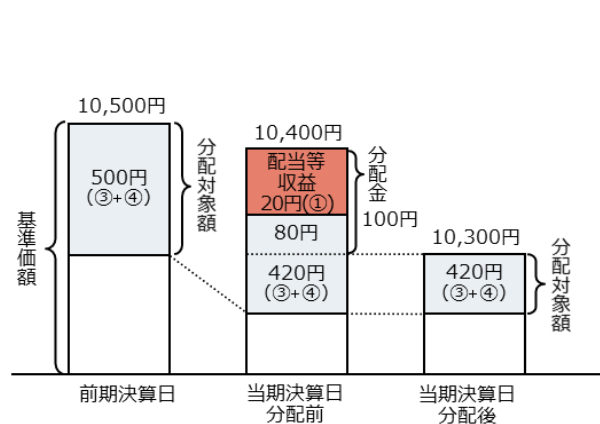 10,500円
500円
(③+④)
分配対象額
基準価額
前期決算日
10,400円
配当等
収益
20円(①)
80円
420円
(③+④)
分配金
100円
当期決算日
分配前
10,300円
420円
(③+④)
分配対象額
当期決算日
分配後